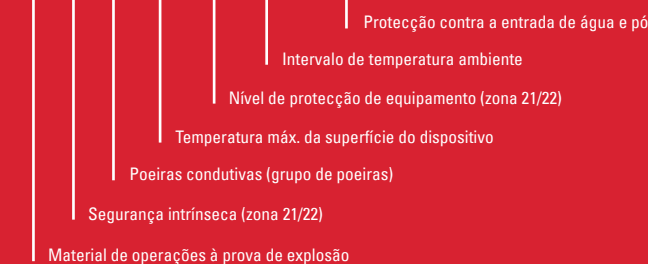 Protecção contra a entrada de água e pó
Intervalo de temperatura ambiente
Nível de protecção de equipamento (zona 21/22)
Temperatura máx. da superfície do dispositivo
Poeiras condutivas (grupo de poeiras)
Segurança intrínseca (zona 21/22)
Material de operações à prova de explosão